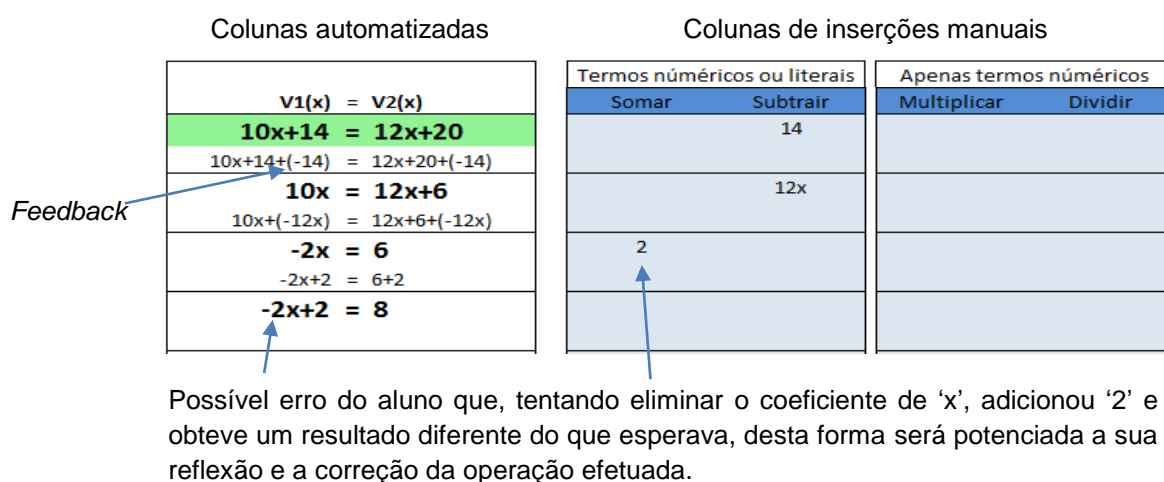 Colunas automatizadas Colunas de inserções manuais
Termos númericos ou literais Apenas termos númericos
V1(x) = V2(x) Somar Subtrair Multiplicar Dividir
10x+14 = 12x+20 14
10x+14+(-14) = 12x+20+(-14)
10x = 12x+6 12x
Feedback
10x+(-12x) = 12x+6+(-12x)
-2x = 6 2
-2x+2 = 6+2
-2x+2 = 8
Possível erro do aluno que, tentando eliminar o coeficiente de ‘x’, adicionou ‘2’ e
obteve um resultado diferente do que esperava, desta forma será potenciada a sua
reflexão e a correção da operação efetuada.